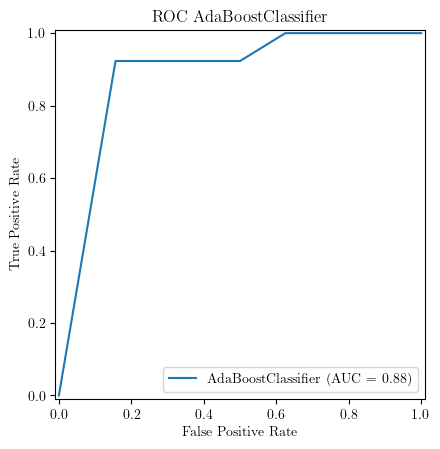 ROC AdaBoostClassifier
1.0
0.8
0.6
0.4
0.2
0.0
True Positive Rate
AdaBoostClassifier (AUC = 0.88)
0.0 0.2 0.4 0.6 0.8 1.0
False Positive Rate